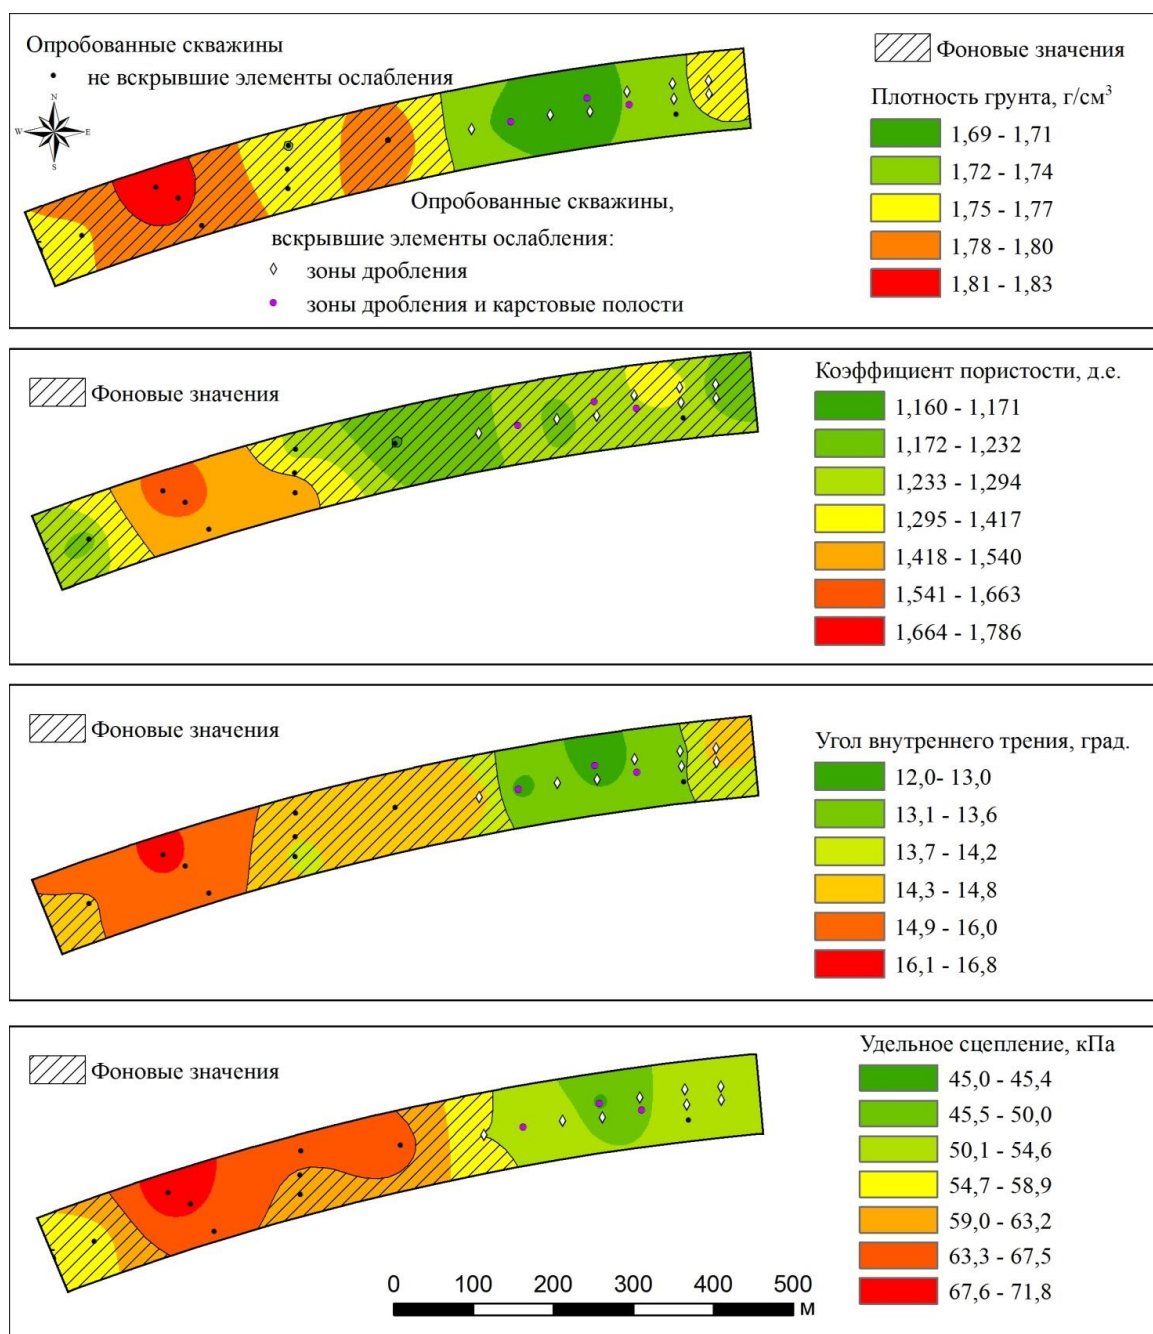 Опробованные скважины
не вскрывшие элементы ослабления
N
W E
S
Опробованные скважины,
вскрывшие элементы ослабления:
зоны дробления
зоны дробления и карстовые полости
Фоновые значения
Плотность грунта, г/см³
1,69 - 1,71
1,72 - 1,74
1,75 - 1,77
1,78 - 1,80
1,81 - 1,83
Фоновые значения
Коэффициент пористости, д.е.
1,160 - 1,171
1,172 - 1,232
1,233 - 1,294
1,295 - 1,417
1,418 - 1,540
1,541 - 1,663
1,664 - 1,786
Фоновые значения
Угол внутреннего трения, град.
12,0- 13,0
13,1 - 13,6
13,7 - 14,2
14,3 - 14,8
14,9 - 16,0
16,1 - 16,8
Фоновые значения
Удельное сцепление, кПа
45,0 - 45,4
45,5 - 50,0
50,1 - 54,6
54,7 - 58,9
59,0 - 63,2
63,3 - 67,5
67,6 - 71,8
0 100 200 300 400 500
м